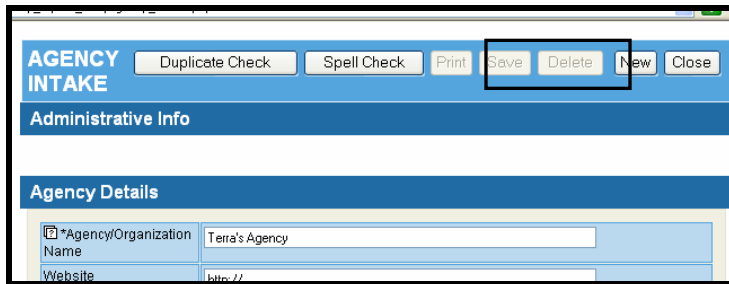 AGENCY INTAKE Duplicate Check Spell Check Print Save Delete New Close
Administrative Info
Agency Details
*Agency/Organization Name Terra's Agency
Website http://